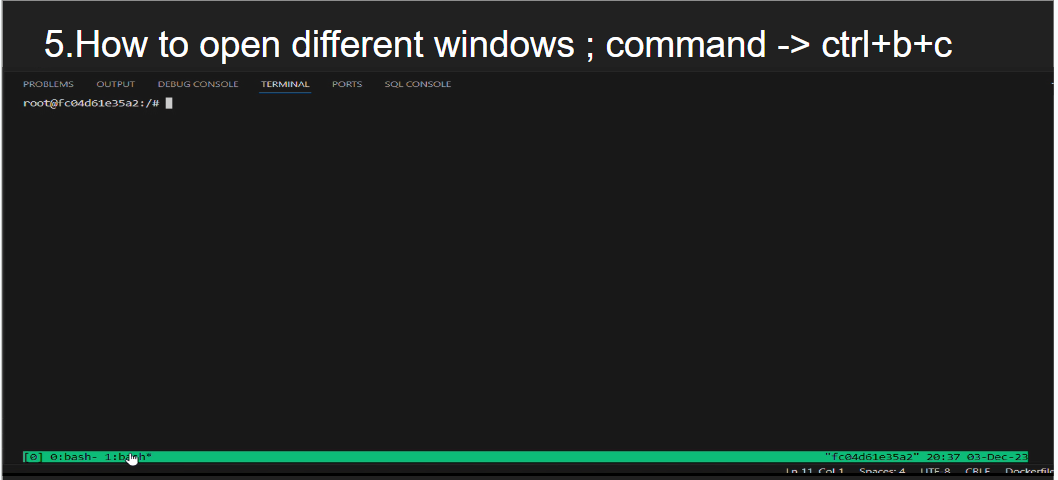 5.How to open different windows ; command -> ctrl+b+c
PROBLEMS OUTPUT DEBUG CONSOLE TERMINAL PORTS SQL CONSOLE
root@fc04d61e35a2:/#
[0] 0:bash- 1:bash* "fc04d61e35a2" 20:37 03-Dec-23
Ln 11, Col 1 Spaces: 4 UTF-8 CRLF Dockerfile